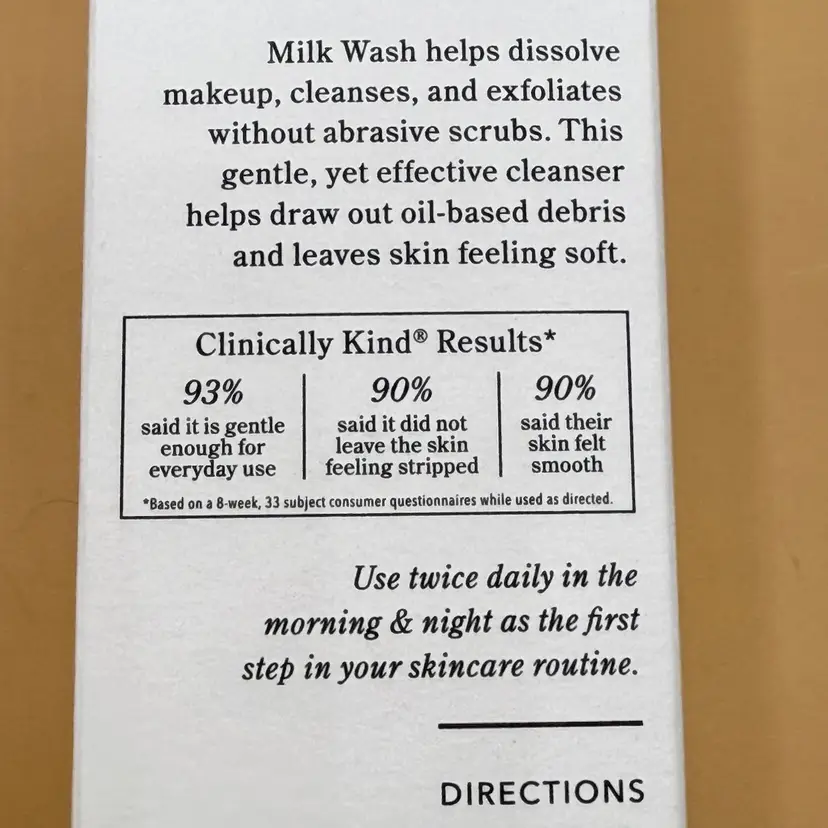 Milk Wash helps dissolve
makeup, cleanses, and exfoliates
without abrasive scrubs. This
gentle, yet effective cleanser
helps draw out oil-based debris
and leaves skin feeling soft.
Clinically Kind® Results*
93%
said it is gentle
enough for
everyday use
90%
said it did not
leave the skin
feeling stripped
90%
said their
skin felt
smooth
*Based on a 8-week, 33 subject consumer questionnaires while used as directed.
Use twice daily in the
morning & night as the first
step in your skincare routine.
DIRECTIONS